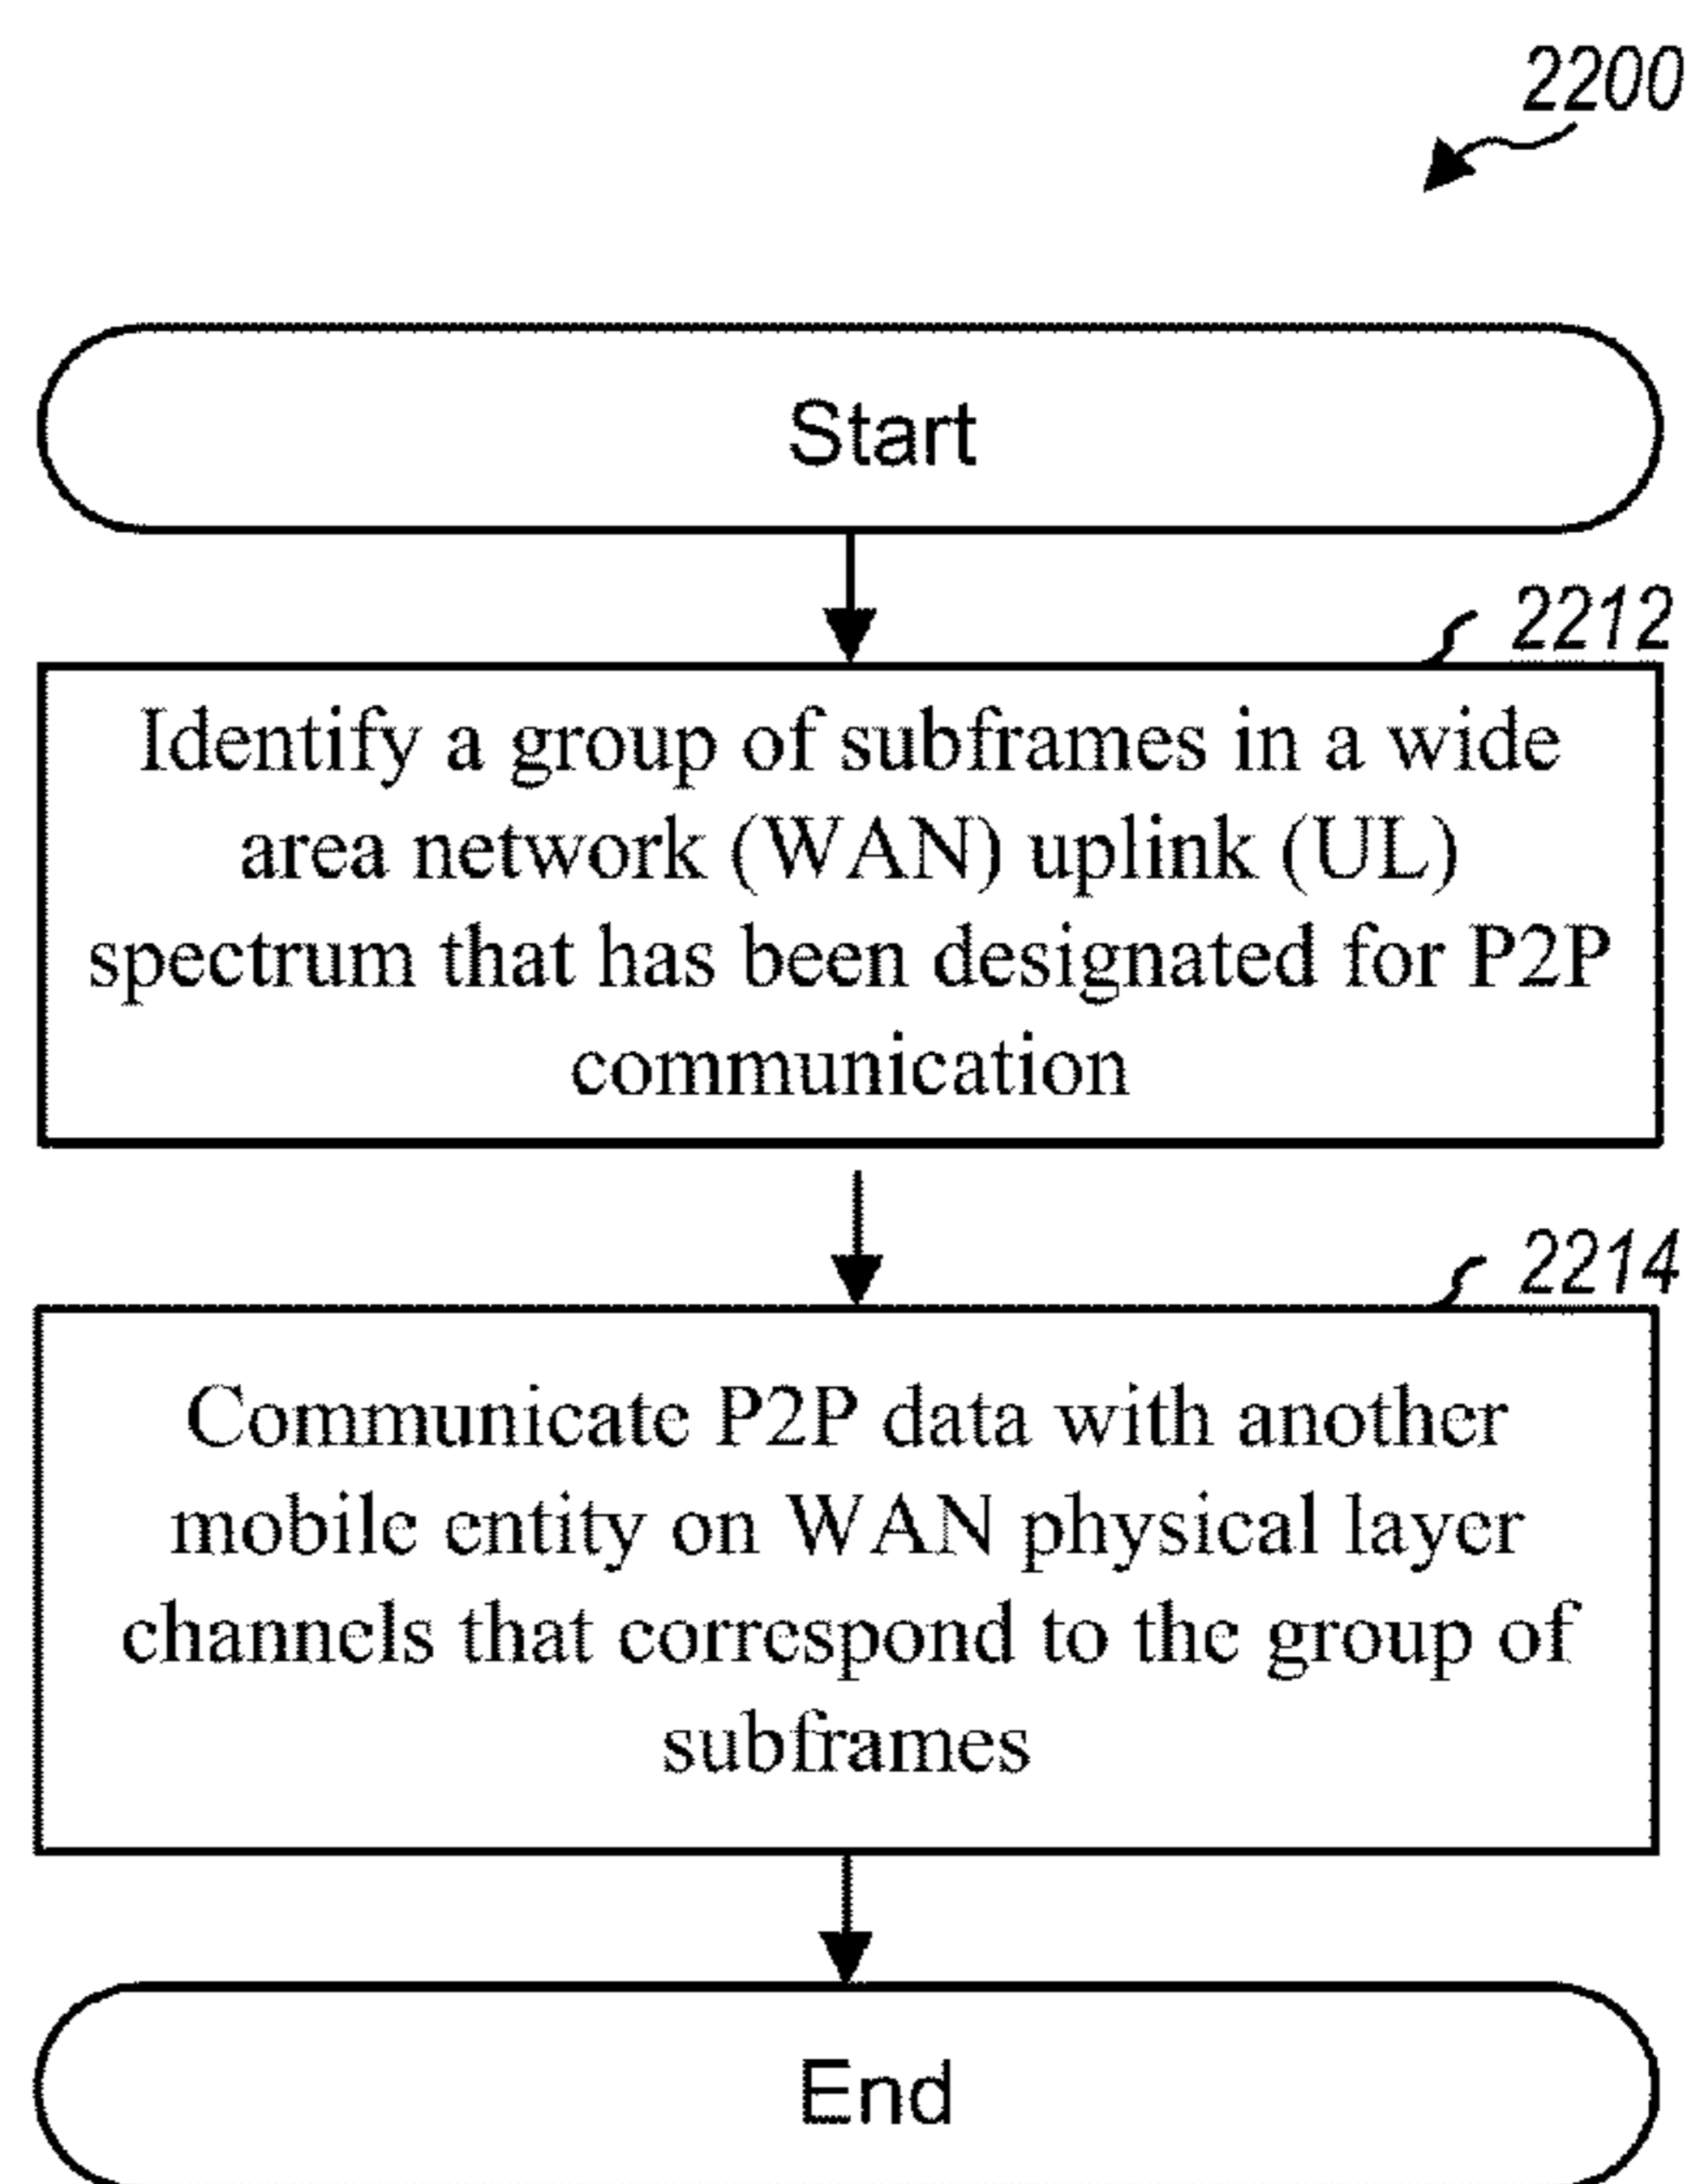 2200
Start
2212
Identify a group of subframes in a wide
area network (WAN) uplink (UL)
spectrum that has been designated for P2P
communication
2214
Communicate P2P data with another
mobile entity on WAN physical layer
channels that correspond to the group of
subframes
End